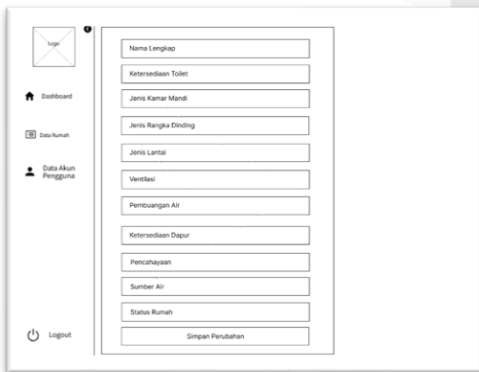 Logo
Dashboard
Data Rumah
Data Akun
Pengguna
Logout
Nama Lengkap
Ketersediaan Toilet
Jenis Kamar Mandi
Jenis Rangka Dinding
Jenis Lantai
Ventilasi
Pembuangan Air
Ketersediaan Dapur
Pencahayaan
Sumber Air
Status Rumah
Simpan Perubahan